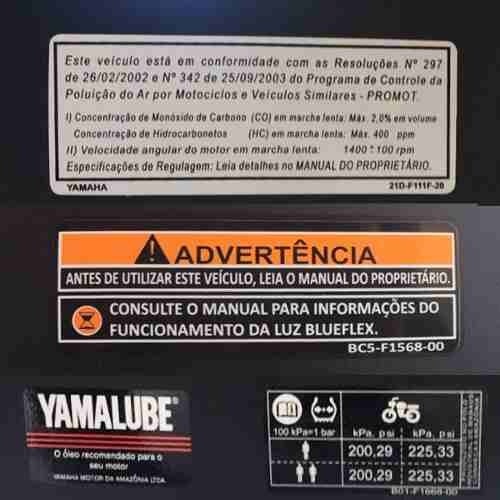 Este veículo está em conformidade com as Resoluções Nº 297
de 26/02/2002 e Nº 342 de 25/09/2003 do Programa de Controle da
Poluição do Ar por Motociclos e Veículos Similares - PROMOT.
I) Concentração de Monóxido de Carbono (CO) em marcha lenta: Máx. 2,0% em volume
Concentração de Hidrocarbonetos (HC) em marcha lenta: Máx. 400 ppm
II) Velocidade angular do motor em marcha lenta: 1400 ± 100 rpm
Especificações de Regulagem: Leia detalhes no MANUAL DO PROPRIETÁRIO.
YAMAHA 21D-F111F-20
ADVERTÊNCIA
ANTES DE UTILIZAR ESTE VEÍCULO, LEIA O MANUAL DO PROPRIETÁRIO.
CONSULTE O MANUAL PARA INFORMAÇÕES DO
FUNCIONAMENTO DA LUZ BLUEFLEX.
BC5-F1568-00
YAMALUBE®
O óleo recomendado para o
seu motor
YAMAHA MOTOR DA AMAZÔNIA LTDA.
100 kPa=1 bar kPa, psi kPa, psi
200,29 225,33
200,29 225,33
B01-F1668-00